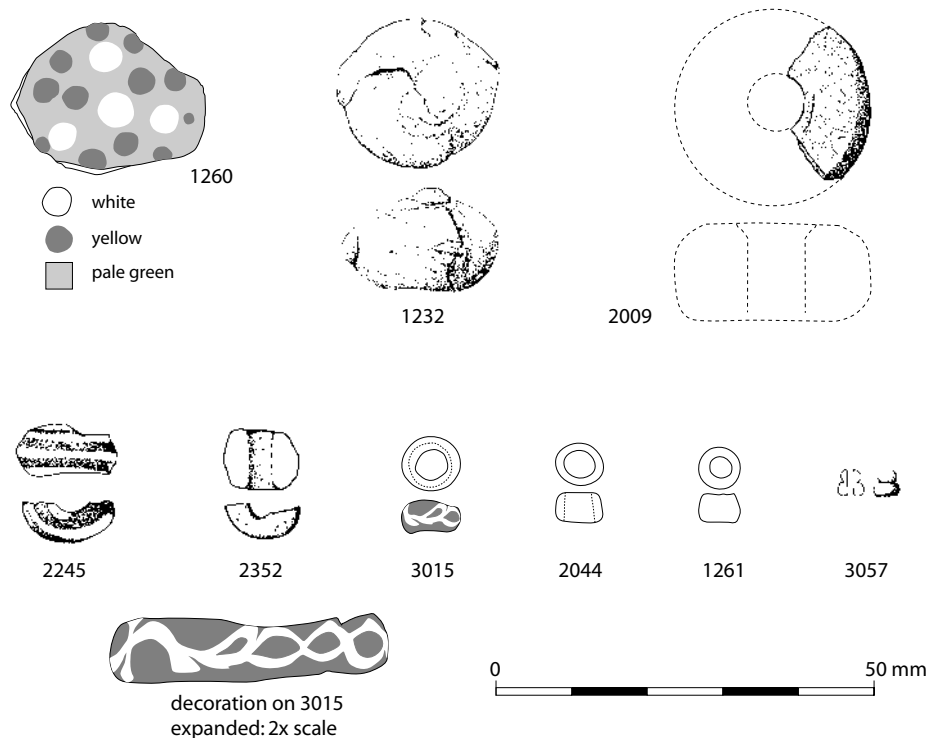 1260
white
yellow
pale green
1232
2009
2245
2352
3015
2044
1261
3057
decoration on 3015
expanded: 2x scale
0
50 mm